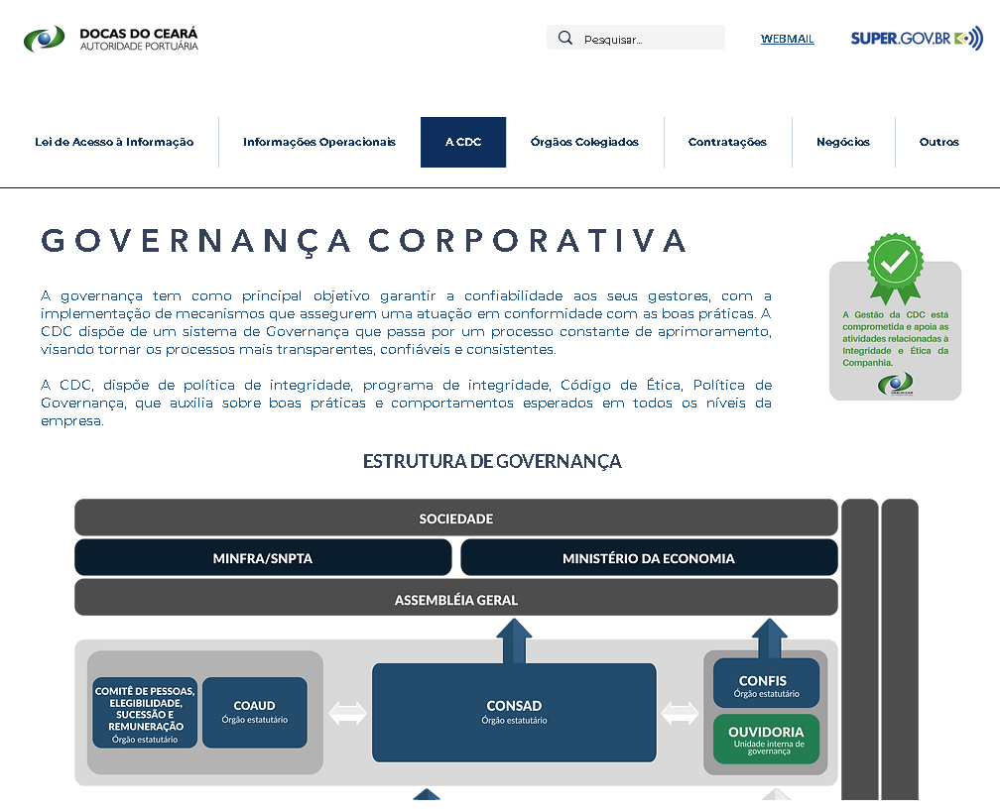 DOCAS DO CEARÁ
AUTORIDADE PORTUÁRIA
Pesquisar...
WEBMAIL
SUPER.GOV.BR
Lei de Acesso à Informação
Informações Operacionais
A CDC
Órgãos Colegiados
Contratações
Negócios
Outros
GOVERNANÇA CORPORATIVA
A governança tem como principal objetivo garantir a confiabilidade aos seus gestores, com a
implementação de mecanismos que assegurem uma atuação em conformidade com as boas práticas. A
CDC dispõe de um sistema de Governança que passa por um processo constante de aprimoramento,
visando tornar os processos mais transparentes, confiáveis e consistentes.
A CDC, dispõe de política de integridade, programa de integridade, Código de Ética, Política de
Governança, que auxilia sobre boas práticas e comportamentos esperados em todos os níveis da
empresa.
A Gestão da CDC está
comprometida e apoia as
atividades relacionadas à
Integridade e Ética da
Companhia.
ESTRUTURA DE GOVERNANÇA
SOCIEDADE
MINFRA/SNPTA
MINISTÉRIO DA ECONOMIA
ASSEMBLÉIA GERAL
COMITÊ DE PESSOAS,
ELEGIBILIDADE,
SUCESSÃO E
REMUNERAÇÃO
Órgão estatutário
COAUD
Órgão estatutário
CONSAD
Órgão estatutário
CONFIS
Órgão estatutário
OUVIDORIA
Unidade interna de
governança